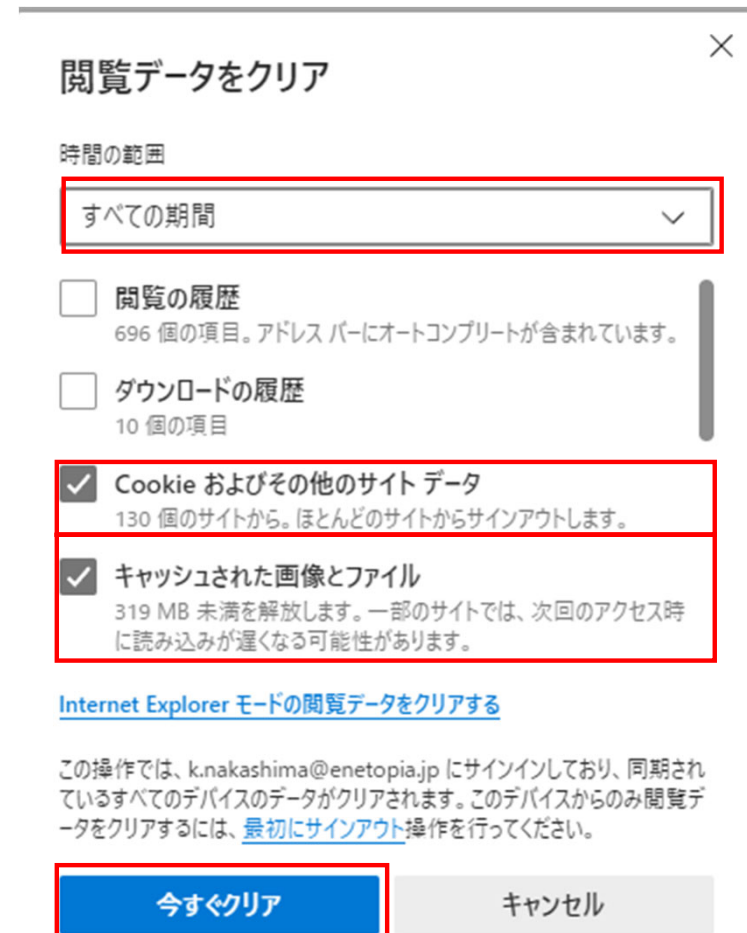 閲覧データをクリア
時間の範囲
すべての期間
閲覧の履歴
696 個の項目。アドレス バーにオートコンプリートが含まれています。
ダウンロードの履歴
10 個の項目
Cookie およびその他のサイト データ
130 個のサイトから。ほとんどのサイトからサインアウトします。
キャッシュされた画像とファイル
319 MB 未満を解放します。一部のサイトでは、次回のアクセス時
に読み込みが遅くなる可能性があります。
Internet Explorer モードの閲覧データをクリアする
この操作では、k.nakashima@enetopia.jp にサインインしており、同期され
ているすべてのデバイスのデータがクリアされます。このデバイスからのみ閲覧デ
ータをクリアするには、最初にサインアウト操作を行ってください。
今すぐクリア
キャンセル